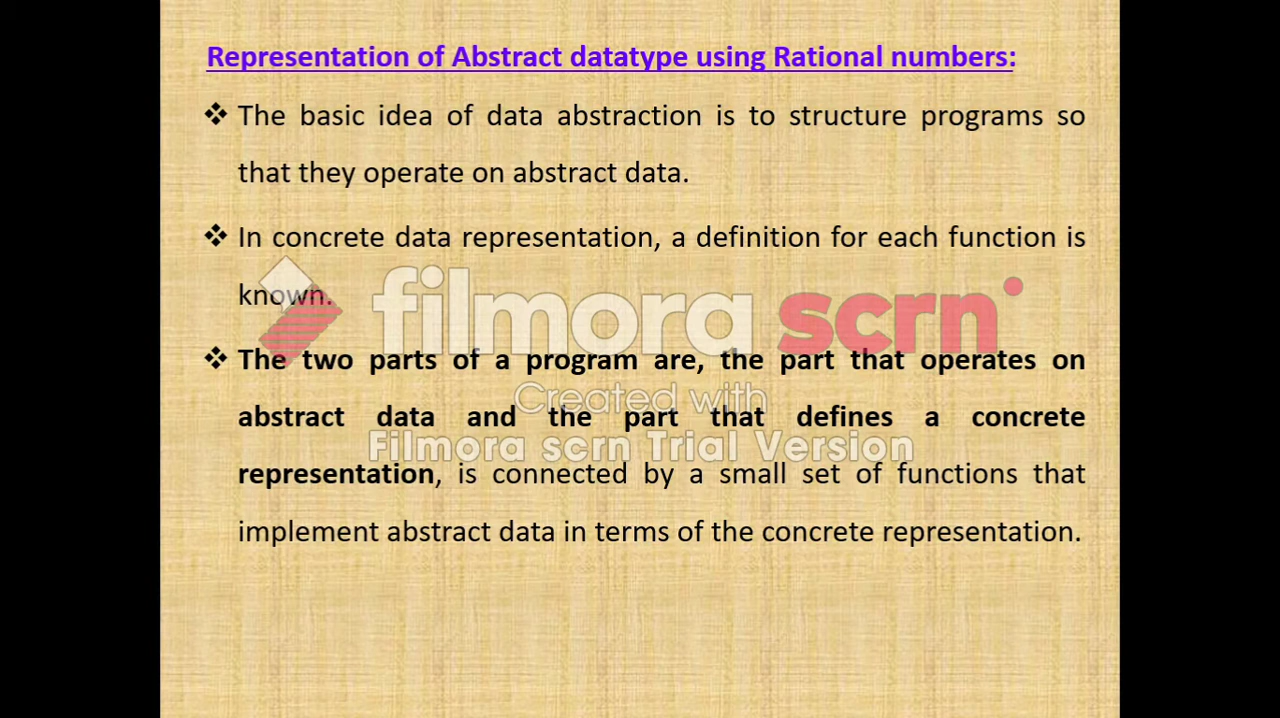 Representation of Abstract datatype using Rational numbers:
❖ The basic idea of data abstraction is to structure programs so
that they operate on abstract data.
❖ In concrete data representation, a definition for each function is
known.
filmora scrn
❖ The two parts of a program are, the part that operates on
Created with
abstract data and the part that defines a concrete
Filmora scrn Trial Version
representation, is connected by a small set of functions that
implement abstract data in terms of the concrete representation.